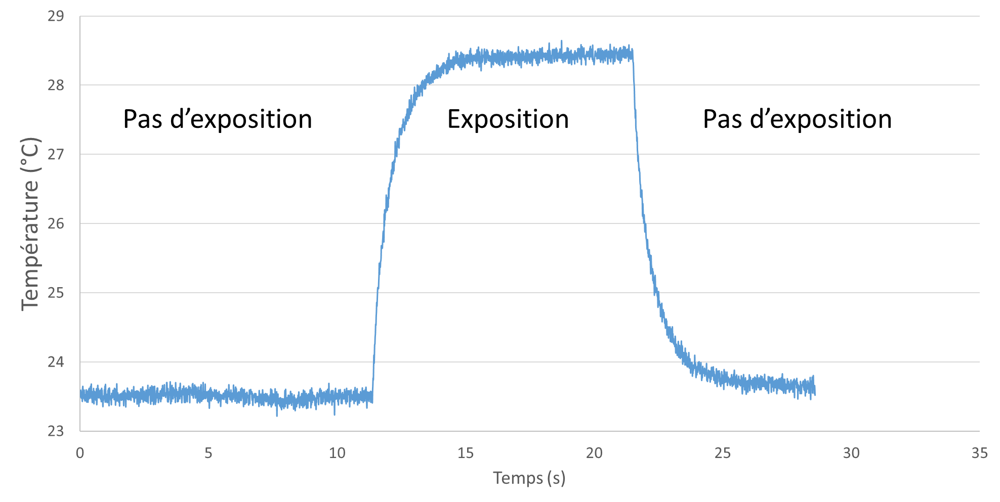 29
28
27
26
25
24
23
Température (°C)
Pas d’exposition
Exposition
Pas d’exposition
0 5 10 15 20 25 30 35
Temps (s)